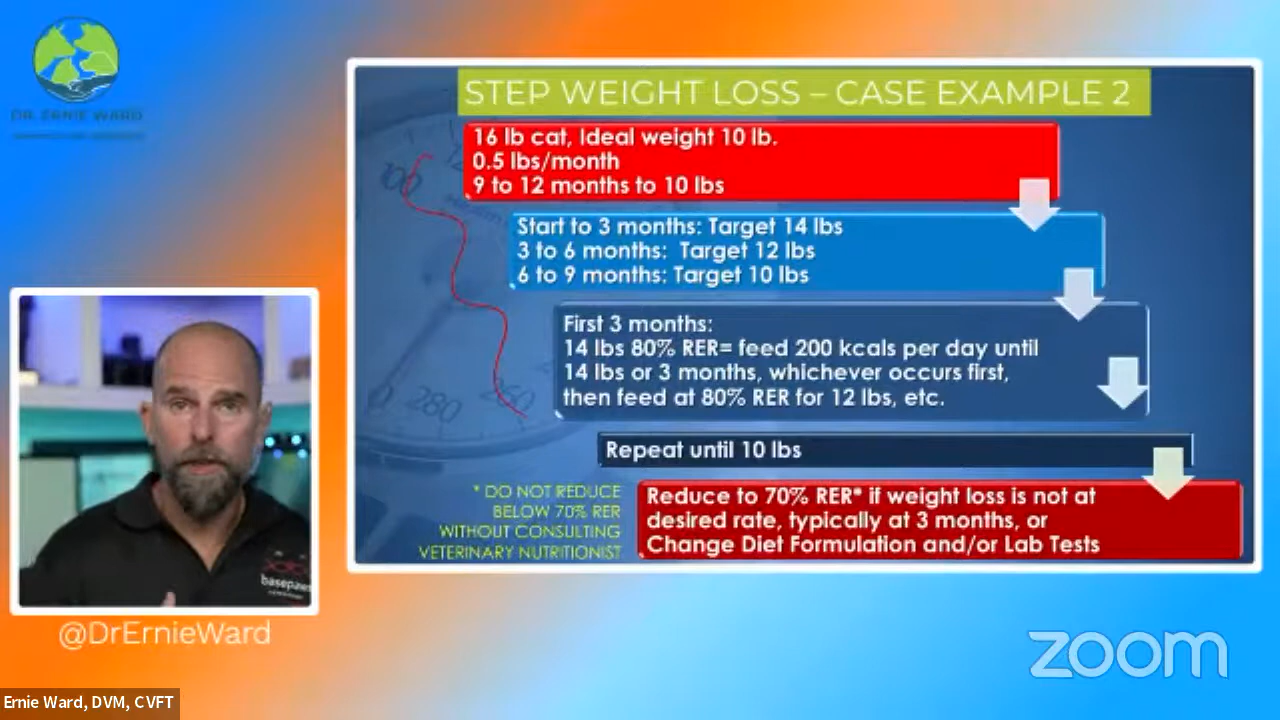 DR. ERNIE WARD
STEP WEIGHT LOSS – CASE EXAMPLE 2
16 lb cat, Ideal weight 10 lb.
0.5 lbs/month
9 to 12 months to 10 lbs
Start to 3 months: Target 14 lbs
3 to 6 months: Target 12 lbs
6 to 9 months: Target 10 lbs
First 3 months:
14 lbs 80% RER= feed 200 kcals per day until
14 lbs or 3 months, whichever occurs first,
then feed at 80% RER for 12 lbs, etc.
Repeat until 10 lbs
* DO NOT REDUCE
BELOW 70% RER
WITHOUT CONSULTING
VETERINARY NUTRITIONIST
Reduce to 70% RER* if weight loss is not at
desired rate, typically at 3 months, or
Change Diet Formulation and/or Lab Tests
100
260
280
0
basepaws
@DrErnieWard
zoom
Ernie Ward, DVM, CVFT